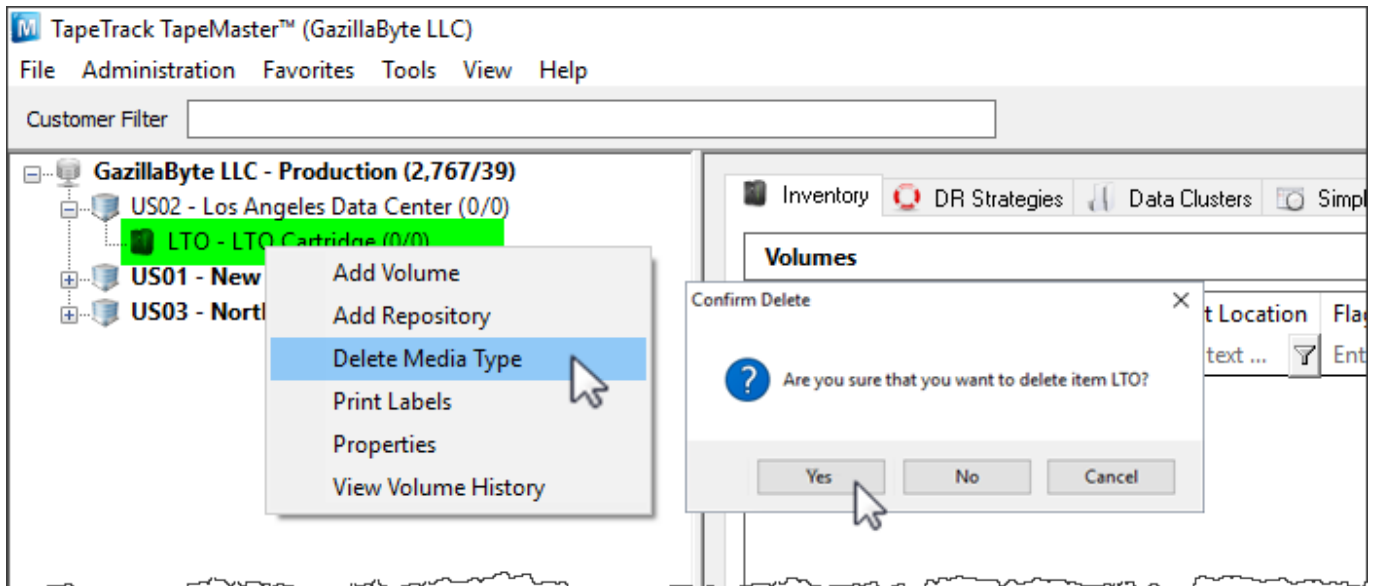 TapeTrack TapeMaster™ (GazillaByte LLC)
File Administration Favorites Tools View Help
Customer Filter
GazillaByte LLC - Production (2,767/39)
US02 - Los Angeles Data Center (0/0)
LTO - LTO Cartridge (0/0)
US01 - New
US03 - North
Add Volume
Add Repository
Delete Media Type
Print Labels
Properties
View Volume History
Inventory DR Strategies Data Clusters Simpl
Volumes
t Location Flag
text ... Ent
Confirm Delete
Are you sure that you want to delete item LTO?
Yes No Cancel